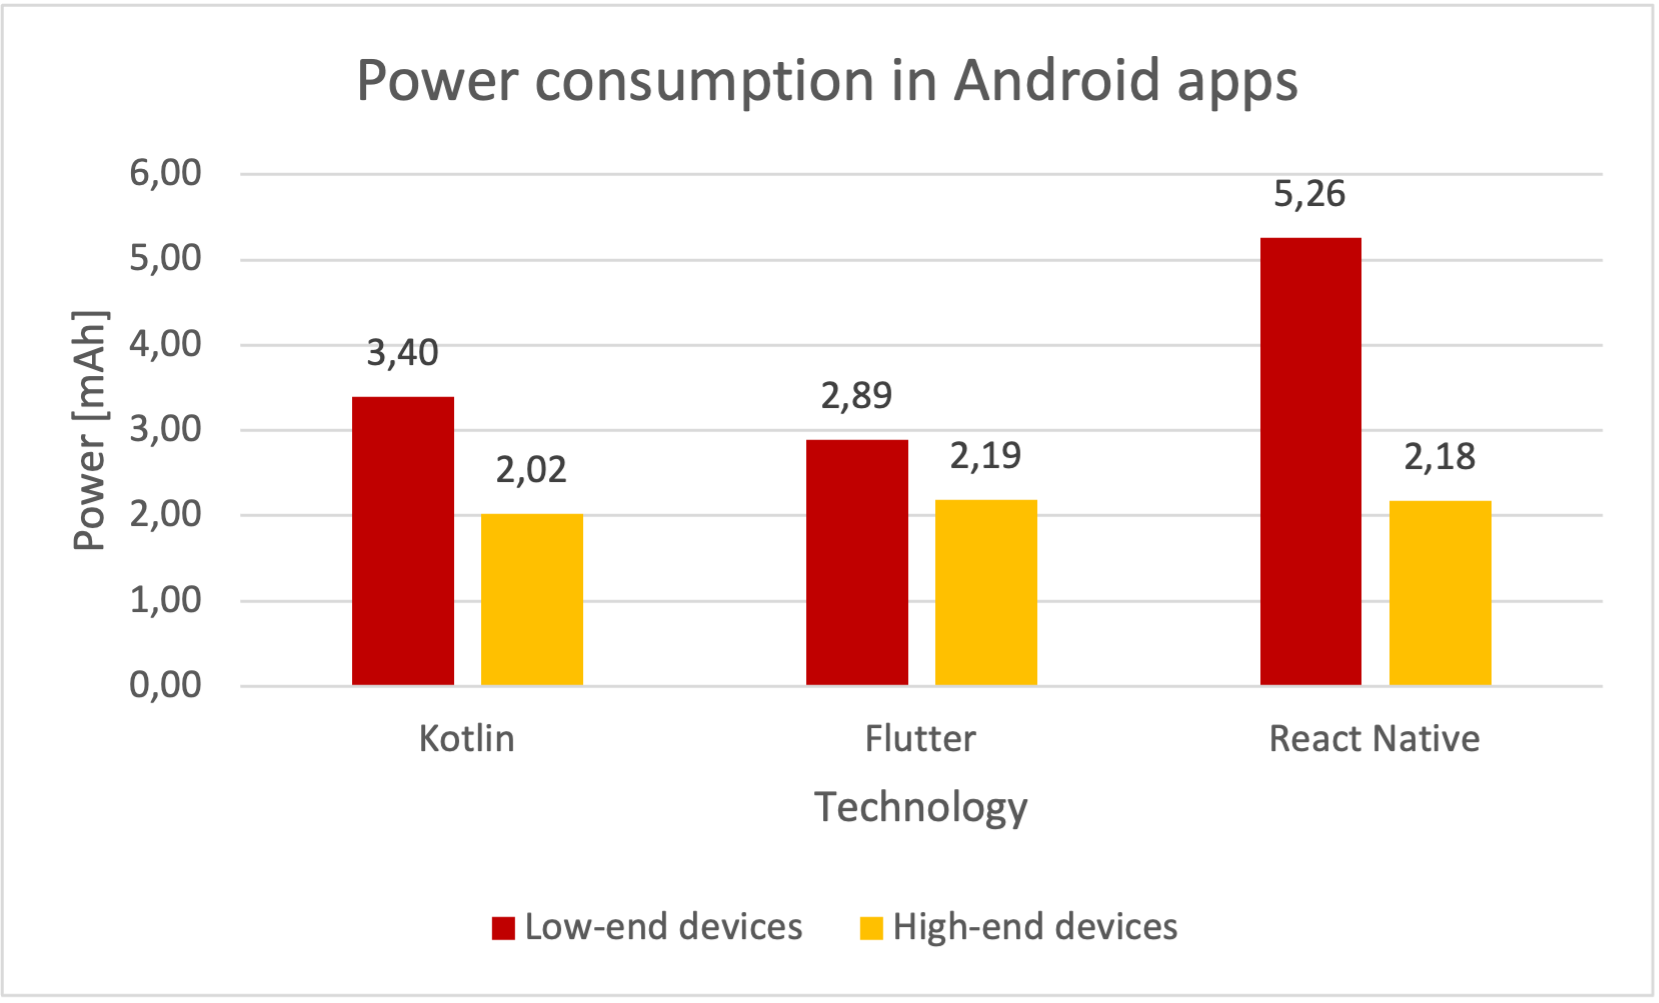 Power consumption in Android apps
6,00
5,00
4,00
3,00
2,00
1,00
0,00
Power [mAh]
3,40
2,02
2,89
2,19
5,26
2,18
Kotlin
Flutter
React Native
Technology
Low-end devices
High-end devices